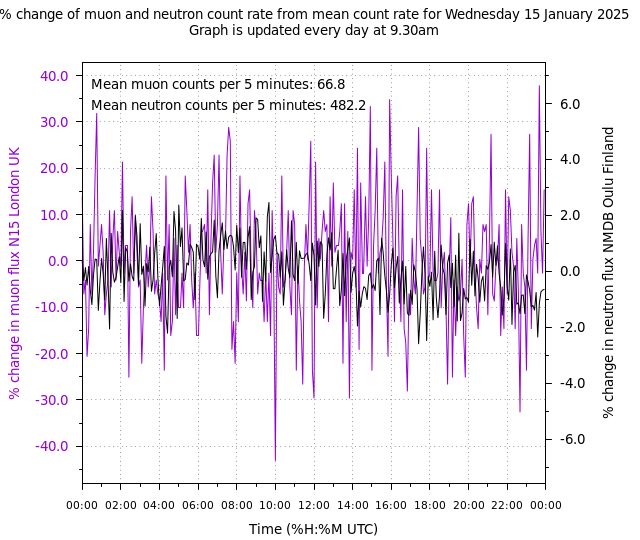 % change of muon and neutron count rate from mean count rate for Wednesday 15 January 2025
Graph is updated every day at 9.30am
Mean muon counts per 5 minutes: 66.8
Mean neutron counts per 5 minutes: 482.2
% change in muon flux N15 London UK
40.0
30.0
20.0
10.0
0.0
-10.0
-20.0
-30.0
-40.0
6.0
4.0
2.0
0.0
-2.0
-4.0
-6.0
% change in neutron flux NMDB Oulu Finland
00:00 02:00 04:00 06:00 08:00 10:00 12:00 14:00 16:00 18:00 20:00 22:00 00:00
Time (%H:%M UTC)